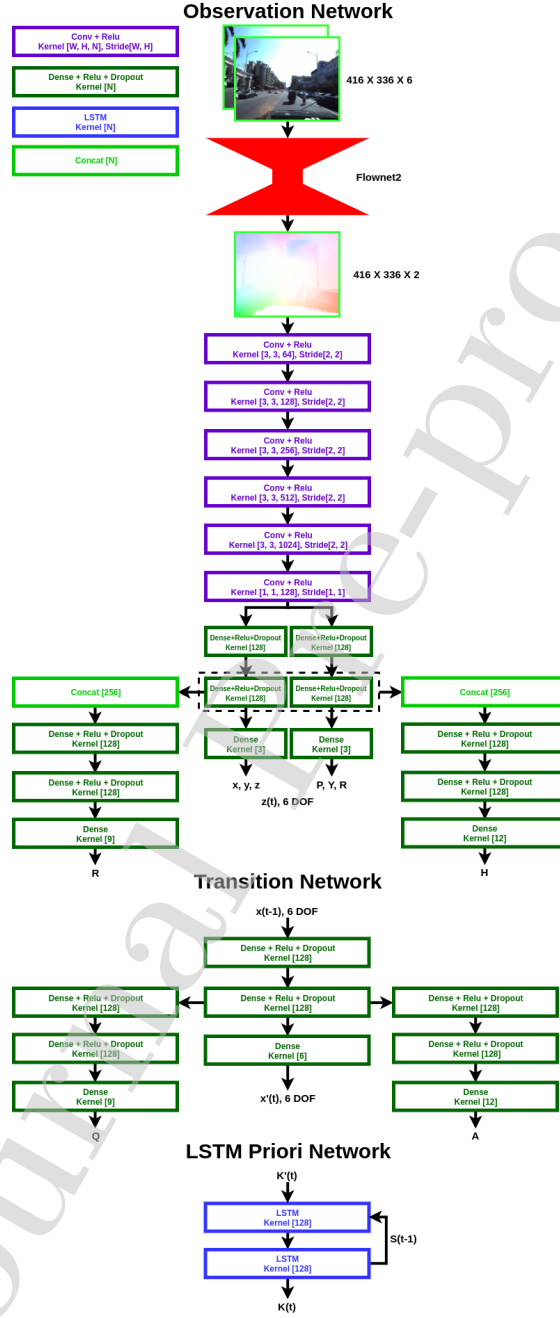 Observation Network
Conv + Relu
Kernel [W, H, N], Stride[W, H]
Dense + Relu + Dropout
Kernel [N]
LSTM
Kernel [N]
Concat [N]
416 X 336 X 6
Flownet2
416 X 336 X 2
Conv + Relu
Kernel [3, 3, 64], Stride[2, 2]
Conv + Relu
Kernel [3, 3, 128], Stride[2, 2]
Conv + Relu
Kernel [3, 3, 256], Stride[2, 2]
Conv + Relu
Kernel [3, 3, 512], Stride[2, 2]
Conv + Relu
Kernel [3, 3, 1024], Stride[2, 2]
Conv + Relu
Kernel [1, 1, 128], Stride[1, 1]
Dense+Relu+Dropout
Kernel [128]
Dense+Relu+Dropout
Kernel [128]
Concat [256]
Dense+Relu+Dropout
Kernel [128]
Dense+Relu+Dropout
Kernel [128]
Concat [256]
Dense + Relu + Dropout
Kernel [128]
Dense
Kernel [3]
Dense
Kernel [3]
Dense + Relu + Dropout
Kernel [128]
Dense + Relu + Dropout
Kernel [128]
x, y, z
P, Y, R
z(t), 6 DOF
Dense + Relu + Dropout
Kernel [128]
Dense
Kernel [9]
Dense
Kernel [12]
R
H
Transition Network
x(t-1), 6 DOF
Dense + Relu + Dropout
Kernel [128]
Dense + Relu + Dropout
Kernel [128]
Dense + Relu + Dropout
Kernel [128]
Dense + Relu + Dropout
Kernel [128]
Dense + Relu + Dropout
Kernel [128]
Dense
Kernel [6]
Dense + Relu + Dropout
Kernel [128]
Dense
Kernel [9]
x'(t), 6 DOF
Dense
Kernel [12]
Q
A
LSTM Priori Network
K'(t)
LSTM
Kernel [128]
S(t-1)
LSTM
Kernel [128]
K(t)
urnal Pre-pro